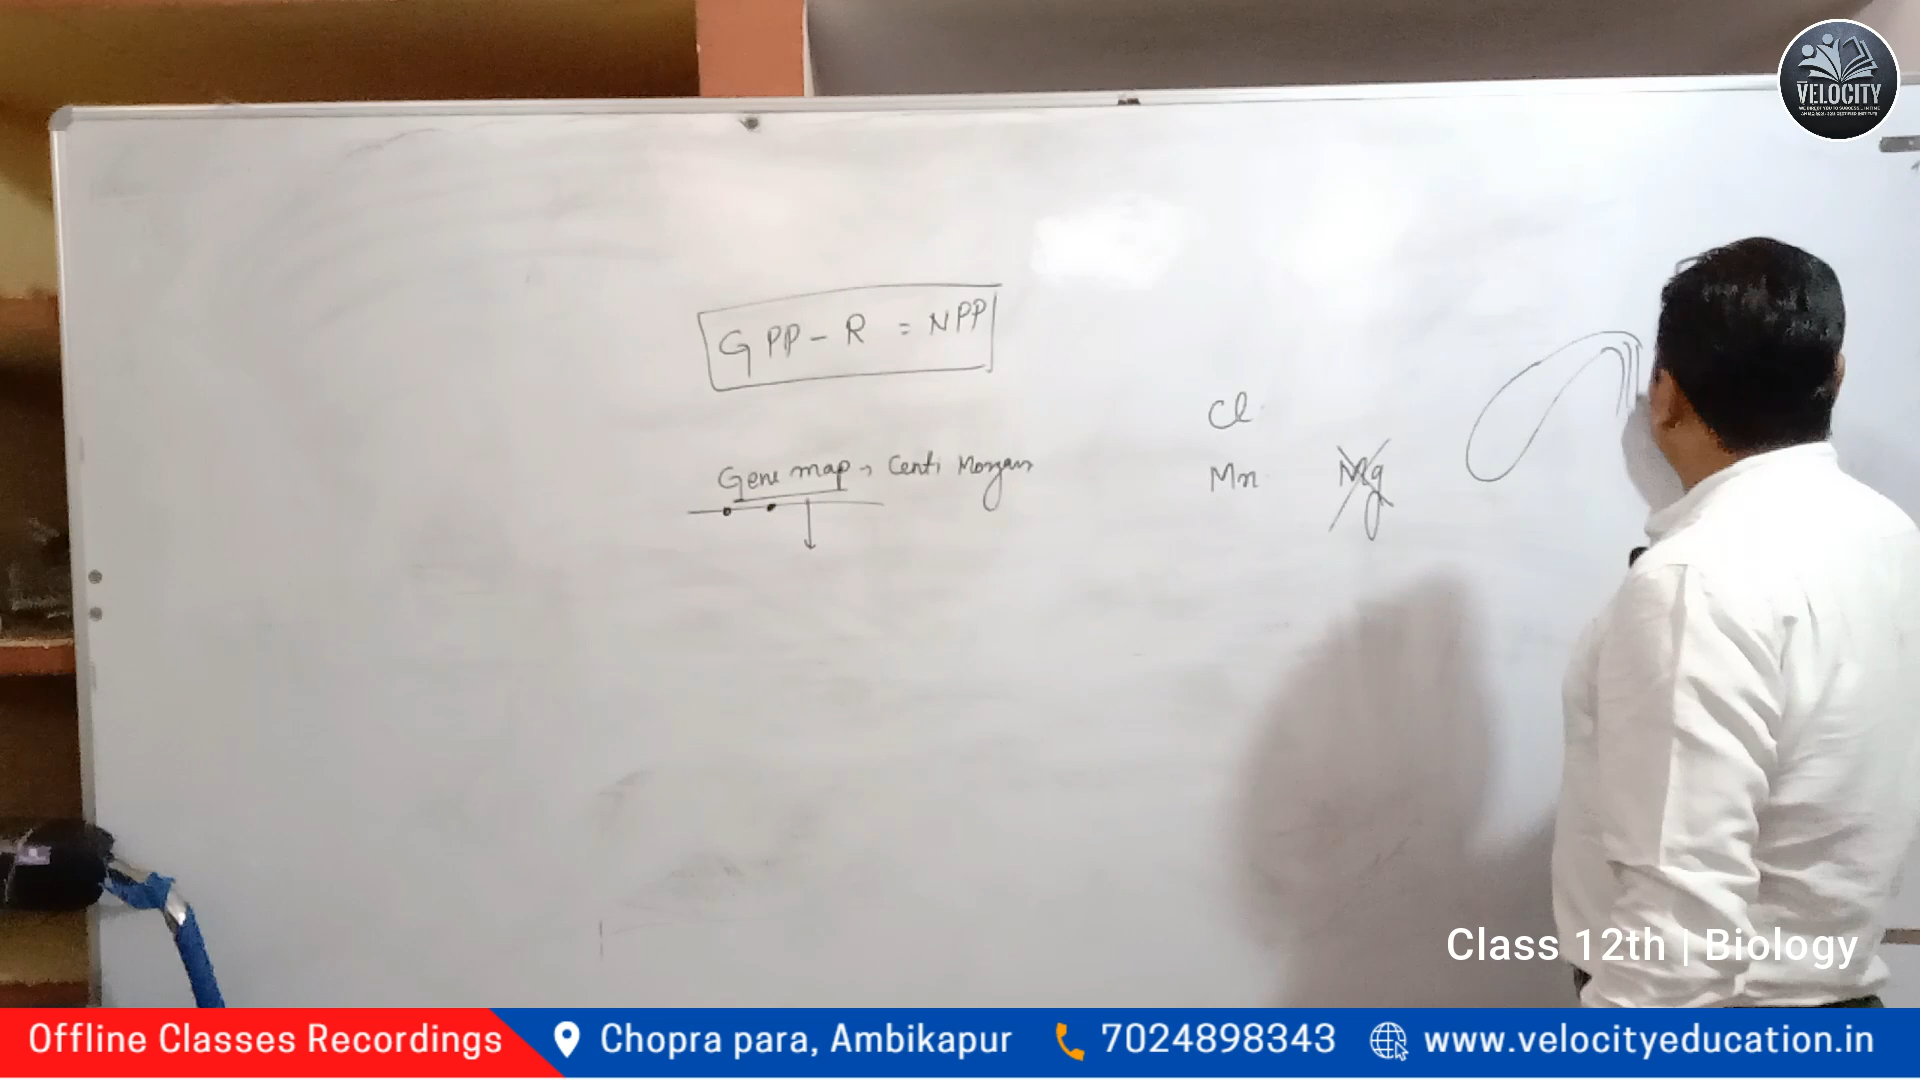 VELOCITY
GPP - R = NPP
Cl
Gene map → Centi Morgan
Mn Mg
Class 12th | Biology
Offline Classes Recordings
Chopra para, Ambikapur
7024898343
www.velocityeducation.in